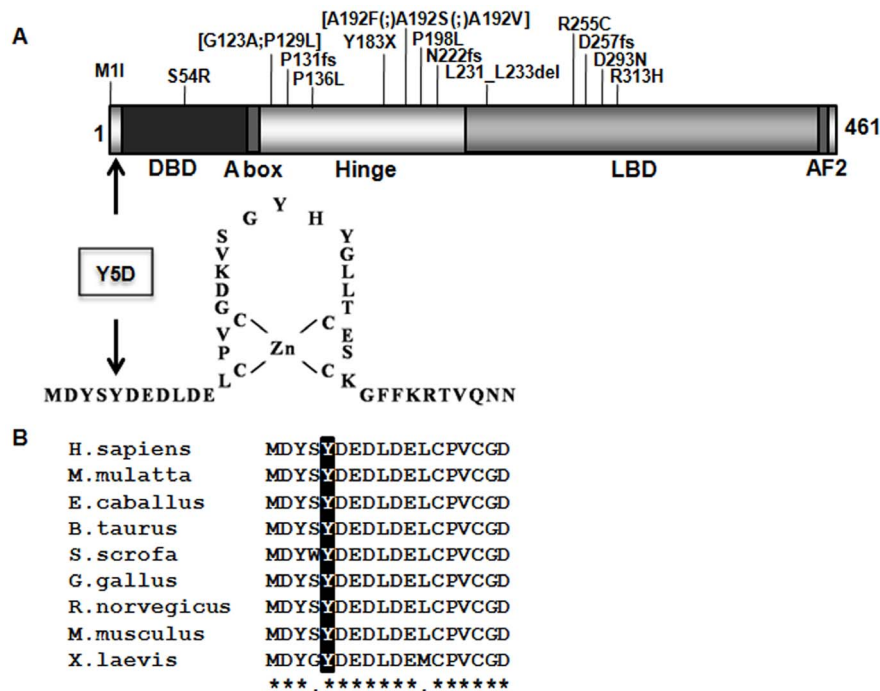 A
[A192F(;)A192S(;)A192V]
[G123A;P129L] Y183X P198L R255C
M1I S54R P131fs N222fs D257fs
P136L L231_L233del D293N
R313H
1 461
DBD A box Hinge LBD AF2
Y5D
MDYSYDEDLDELCPVCGDKVSGYHYGLLTCESCKGFFKRTVQNN
Zn
B
H.sapiens MDYSYDEDLDELCPVCGD
M.mulatta MDYSYDEDLDELCPVCGD
E.caballus MDYSYDEDLDELCPVCGD
B.taurus MDYSYDEDLDELCPVCGD
S.scrofa MDYWYDEDLDELCPVCGD
G.gallus MDYSYDEDLDELCPVCGD
R.norvegicus MDYSYDEDLDELCPVCGD
M.musculus MDYSYDEDLDELCPVCGD
X.laevis MDYGYDEDLDEMCPVCGD
***.*******.******